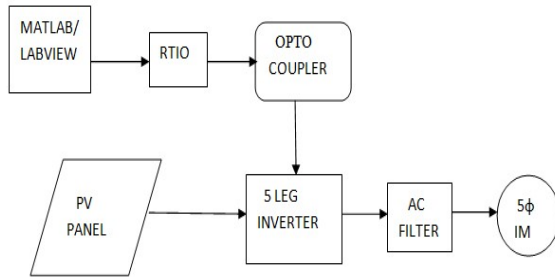 MATLAB/
LABVIEW
RTIO
OPTO
COUPLER
PV
PANEL
5 LEG
INVERTER
AC
FILTER
5ϕ
IM